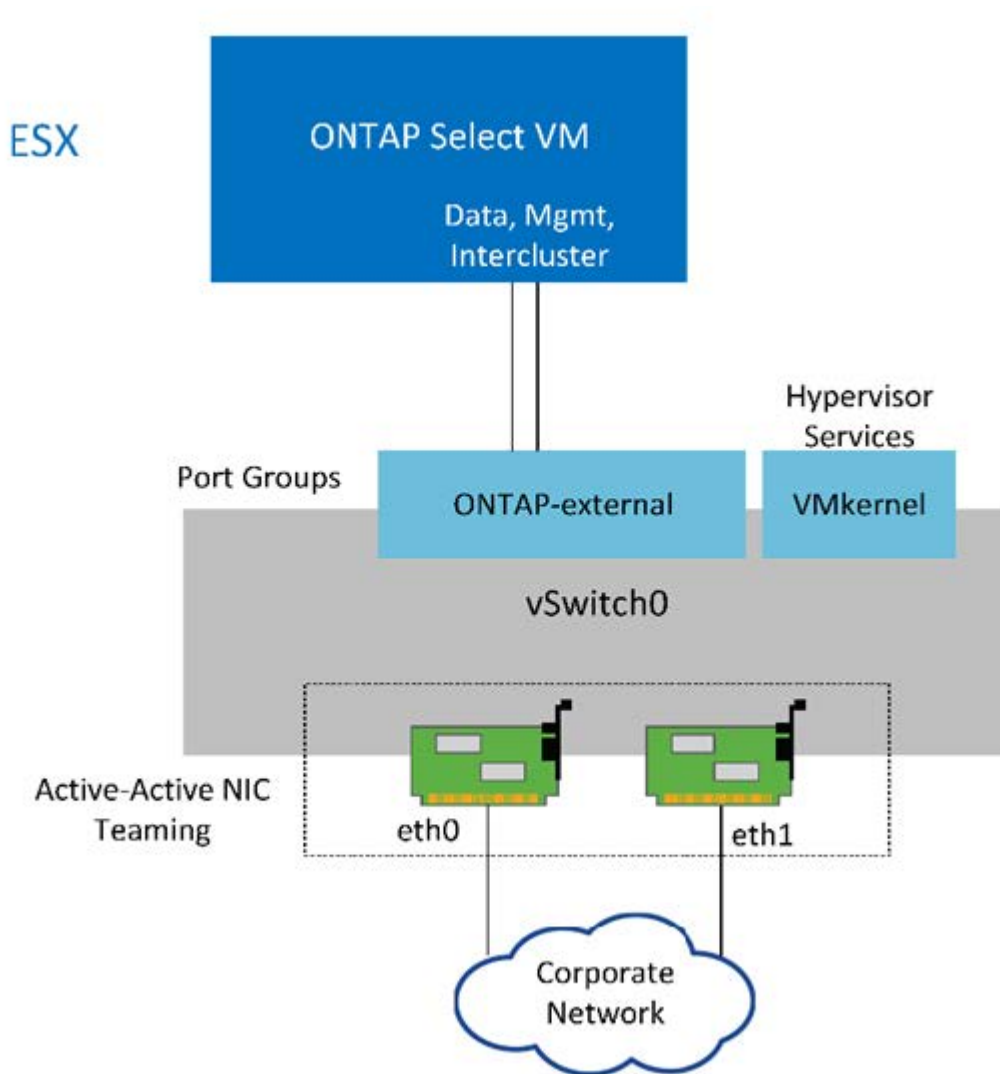 ESX
ONTAP Select VM
Data, Mgmt,
Intercluster
Hypervisor
Services
Port Groups
ONTAP-external
VMkernel
vSwitch0
Active-Active NIC
Teaming
eth0
eth1
Corporate
Network